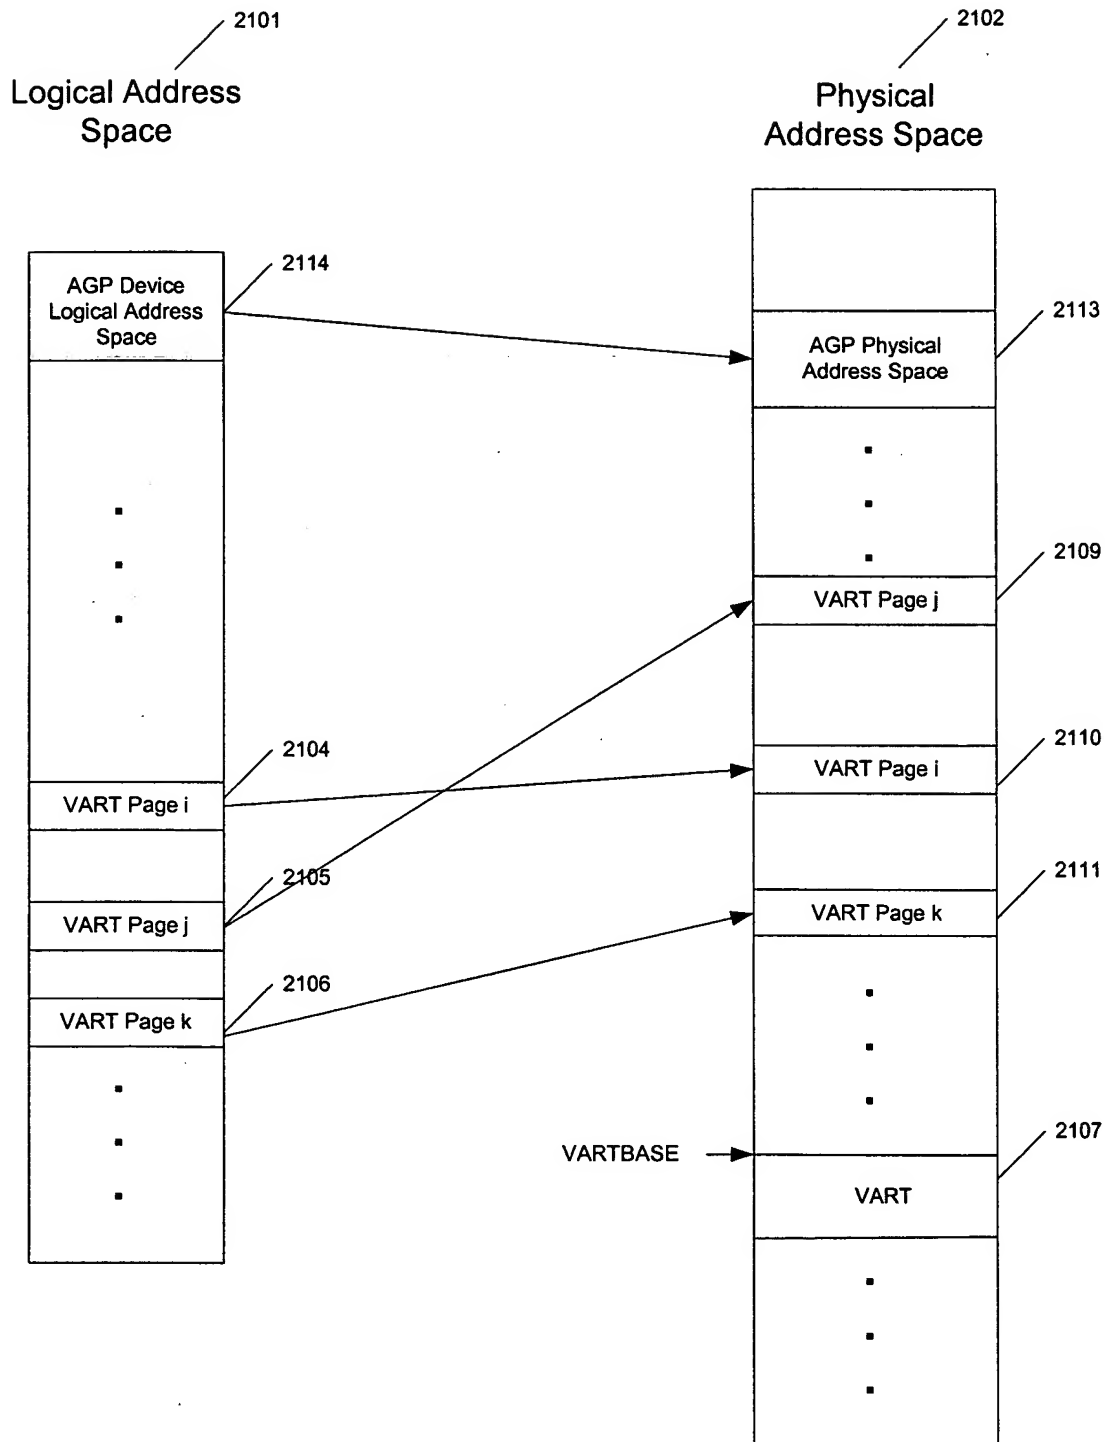 2101
2102
Logical Address
Space
Physical
Address Space
2114
AGP Device
Logical Address
Space
2113
AGP Physical
Address Space
2109
VART Page j
2104
2110
VART Page i
VART Page i
2105
2111
VART Page j
VART Page k
2106
VART Page k
2107
VARTBASE
VART